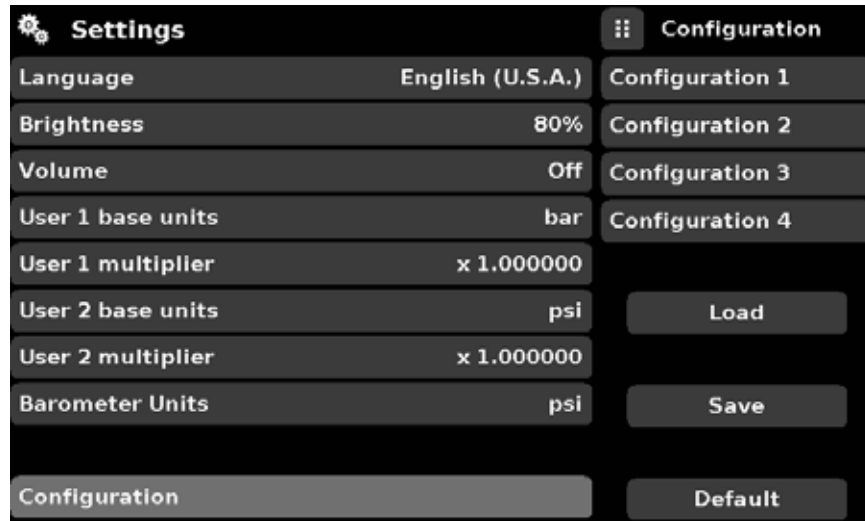 Settings
Language English (U.S.A.)
Brightness 80%
Volume Off
User 1 base units bar
User 1 multiplier x 1.000000
User 2 base units psi
User 2 multiplier x 1.000000
Barometer Units psi
Configuration
Configuration
Configuration 1
Configuration 2
Configuration 3
Configuration 4
Load
Save
Default